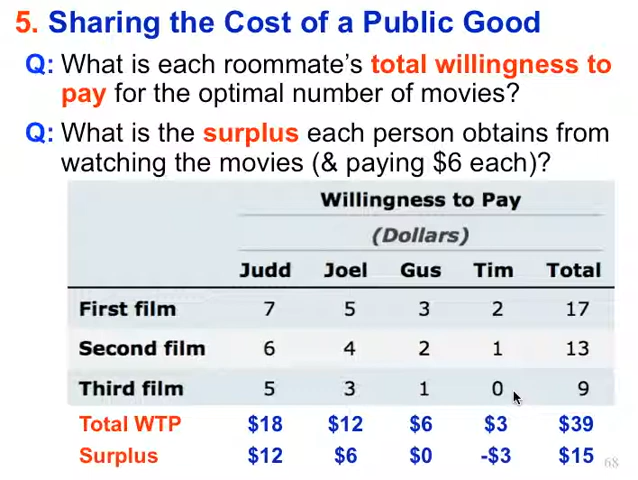 5. Sharing the Cost of a Public Good
Q: What is each roommate's total willingness to
pay for the optimal number of movies?
Q: What is the surplus each person obtains from
watching the movies (& paying $6 each)?
Willingness to Pay
(Dollars)
Judd Joel Gus Tim Total
First film 7 5 3 2 17
Second film 6 4 2 1 13
Third film 5 3 1 0 9
Total WTP $18 $12 $6 $3 $39
Surplus $12 $6 $0 -$3 $15
68